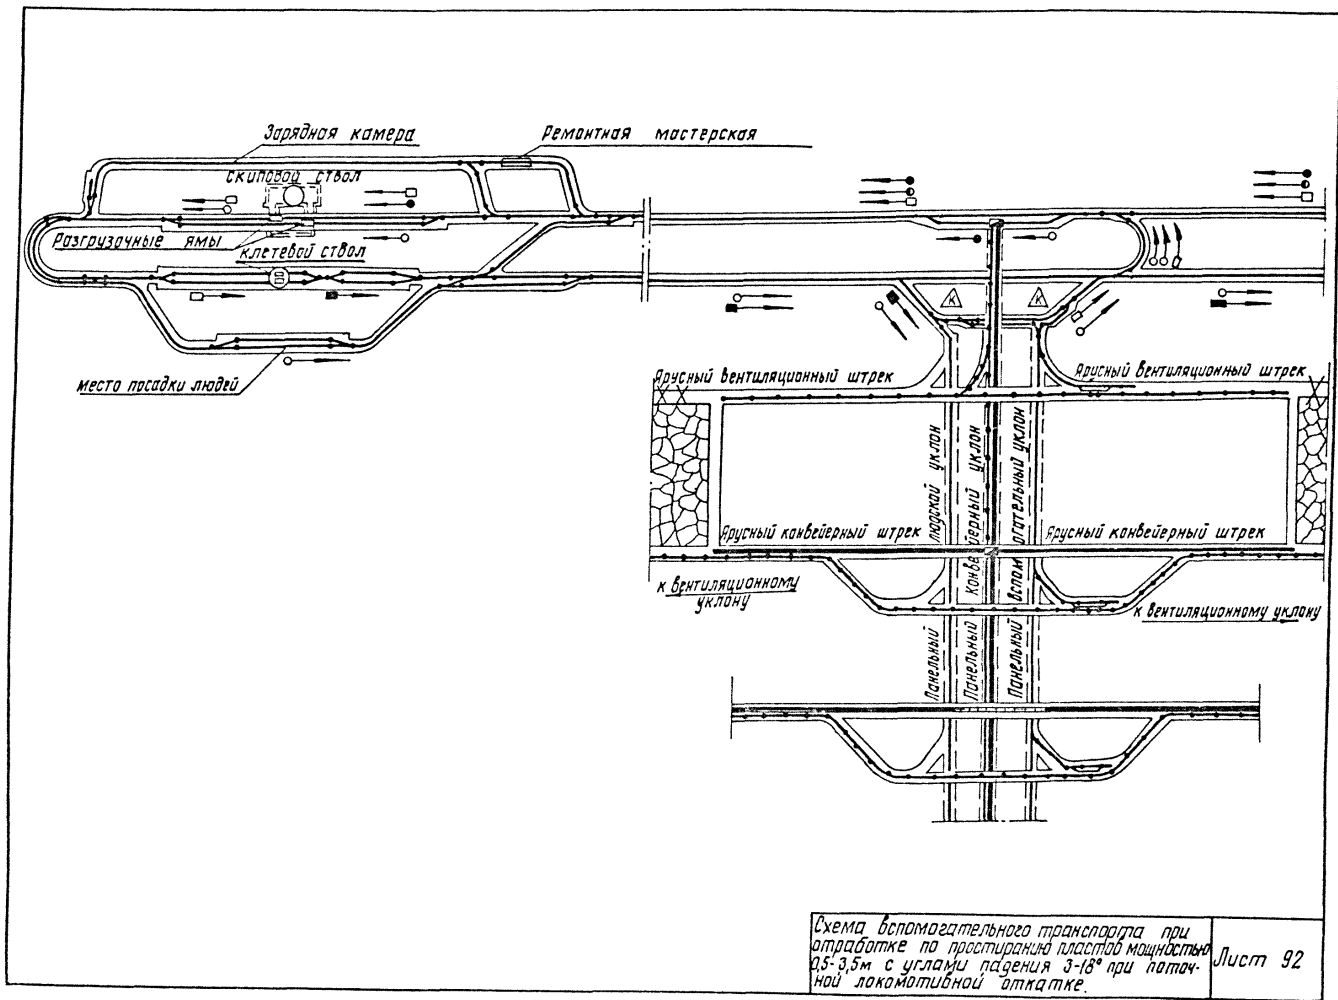 Зарядная камера
Ремонтная мастерская
скиповой ствол
Разгрузочные ямы
клетевой ствол
место посадки людей
К
К
Ярусный вентиляционный штрек
Ярусный вентиляционный штрек
Панельный людской уклон
Панельный конвейерный уклон
Панельный вспомогательный уклон
Ярусный конвейерный штрек
Ярусный конвейерный штрек
к вентиляционному
уклону
к вентиляционному уклону
Схема вспомогательного транспорта при
отработке по простиранию пластов мощностью
0,5-3,5м с углами падения 3-18° при поточ-
ной локомотивной откатке.
Лист 92